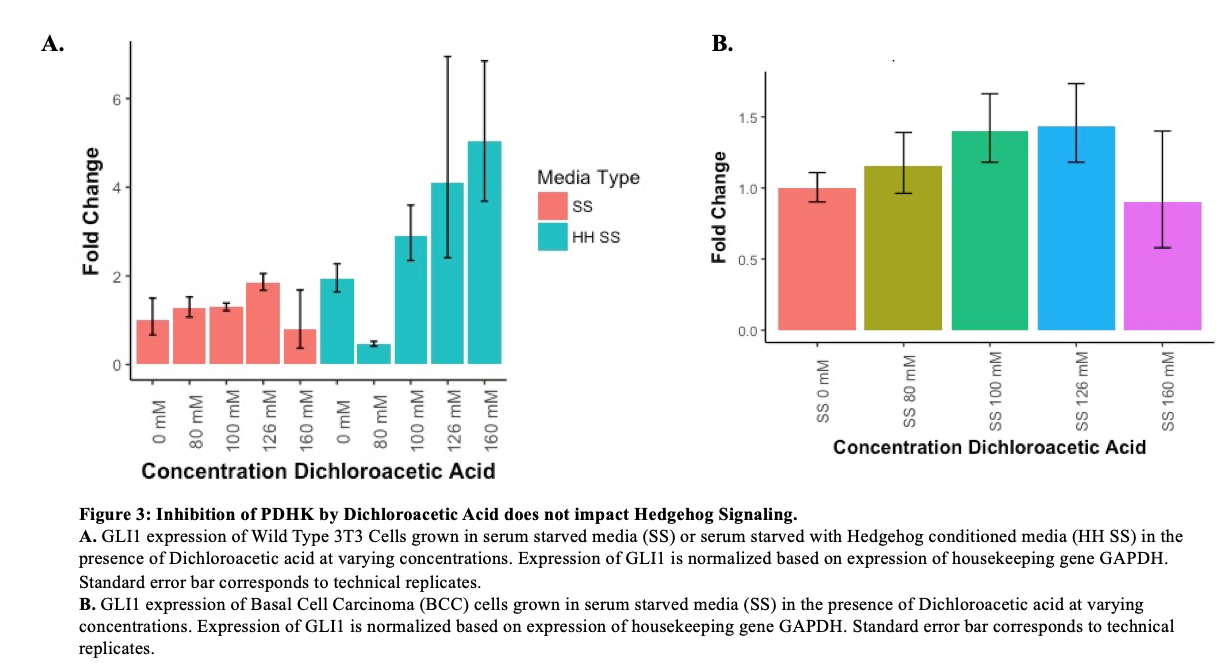 A.
B.
6
4
2
0
Fold Change
0 mM
80 mM
100 mM
126 mM
160 mM
0 mM
80 mM
100 mM
126 mM
160 mM
Concentration Dichloroacetic Acid
Media Type
SS
HH SS
1.5
1.0
0.5
0.0
Fold Change
SS 0 mM
SS 80 mM
SS 100 mM
SS 126 mM
SS 160 mM
Concentration Dichloroacetic Acid
Figure 3: Inhibition of PDHK by Dichloroacetic Acid does not impact Hedgehog Signaling.
A. GLI1 expression of Wild Type 3T3 Cells grown in serum starved media (SS) or serum starved with Hedgehog conditioned media (HH SS) in the
presence of Dichloroacetic acid at varying concentrations. Expression of GLI1 is normalized based on expression of housekeeping gene GAPDH.
Standard error bar corresponds to technical replicates.
B. GLI1 expression of Basal Cell Carcinoma (BCC) cells grown in serum starved media (SS) in the presence of Dichloroacetic acid at varying
concentrations. Expression of GLI1 is normalized based on expression of housekeeping gene GAPDH. Standard error bar corresponds to technical
replicates.